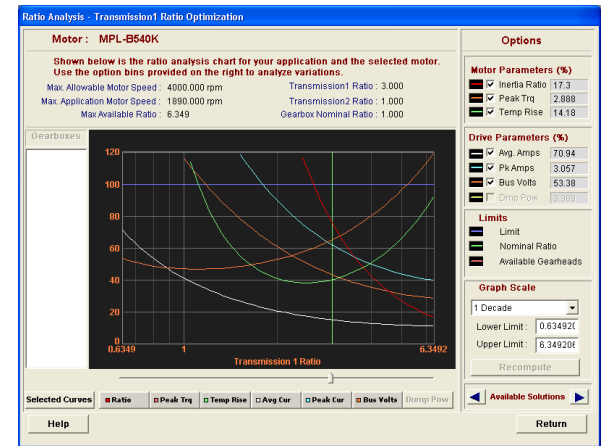 Ratio Analysis - Transmission1 Ratio Optimization
Motor : MPL-B540K
Shown below is the ratio analysis chart for your application and the selected motor.
Use the option bins provided on the right to analyze variations.
Max. Allowable Motor Speed : 4000.000 rpm
Transmission1 Ratio : 3.000
Max. Application Motor Speed : 1890.000 rpm
Transmission2 Ratio : 1.000
Max Available Ratio : 6.349
Gearbox Nominal Ratio : 1.000
Gearboxes
120
100
80
60
40
20
0
0.6349
1
6.3492
Transmission 1 Ratio
Selected Curves
Ratio
Peak Trq
Temp Rise
Avg Cur
Peak Cur
Bus Volts
Dump Pow
Help
Return
Options
Motor Parameters (%)
Inertia Ratio 17.3
Peak Trq 2.888
Temp Rise 14.18
Drive Parameters (%)
Avg. Amps 70.94
Pk Amps 3.057
Bus Volts 53.38
Dmp Pow 3.369
Limits
Limit
Nominal Ratio
Available Gearheads
Graph Scale
1 Decade
Lower Limit : 0.63492
Upper Limit : 6.349206
Recompute
Available Solutions